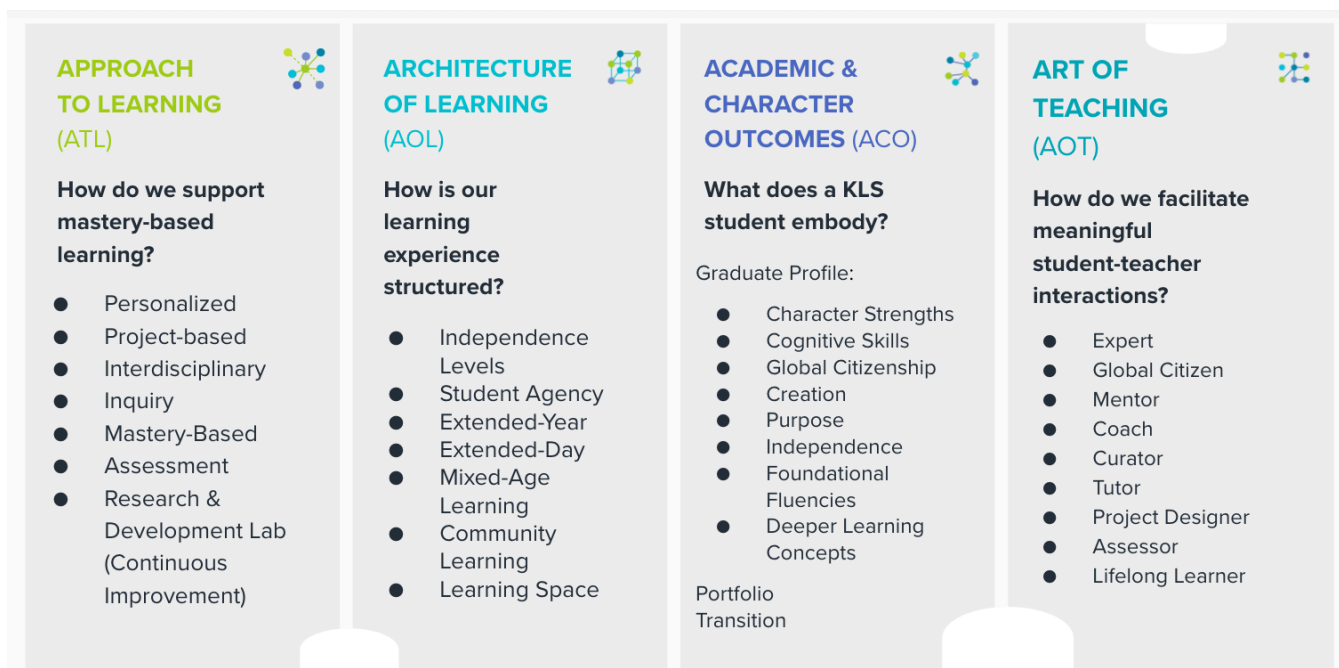 APPROACH
TO LEARNING
(ATL)
How do we support
mastery-based
learning?
● Personalized
● Project-based
● Interdisciplinary
● Inquiry
● Mastery-Based
● Assessment
● Research &
Development Lab
(Continuous
Improvement)
ARCHITECTURE
OF LEARNING
(AOL)
How is our
learning
experience
structured?
● Independence
Levels
● Student Agency
● Extended-Year
● Extended-Day
● Mixed-Age
Learning
● Community
Learning
● Learning Space
ACADEMIC &
CHARACTER
OUTCOMES (ACO)
What does a KLS
student embody?
Graduate Profile:
● Character Strengths
● Cognitive Skills
● Global Citizenship
● Creation
● Purpose
● Independence
● Foundational
Fluencies
● Deeper Learning
Concepts
Portfolio
Transition
ART OF
TEACHING
(AOT)
How do we facilitate
meaningful
student-teacher
interactions?
● Expert
● Global Citizen
● Mentor
● Coach
● Curator
● Tutor
● Project Designer
● Assessor
● Lifelong Learner